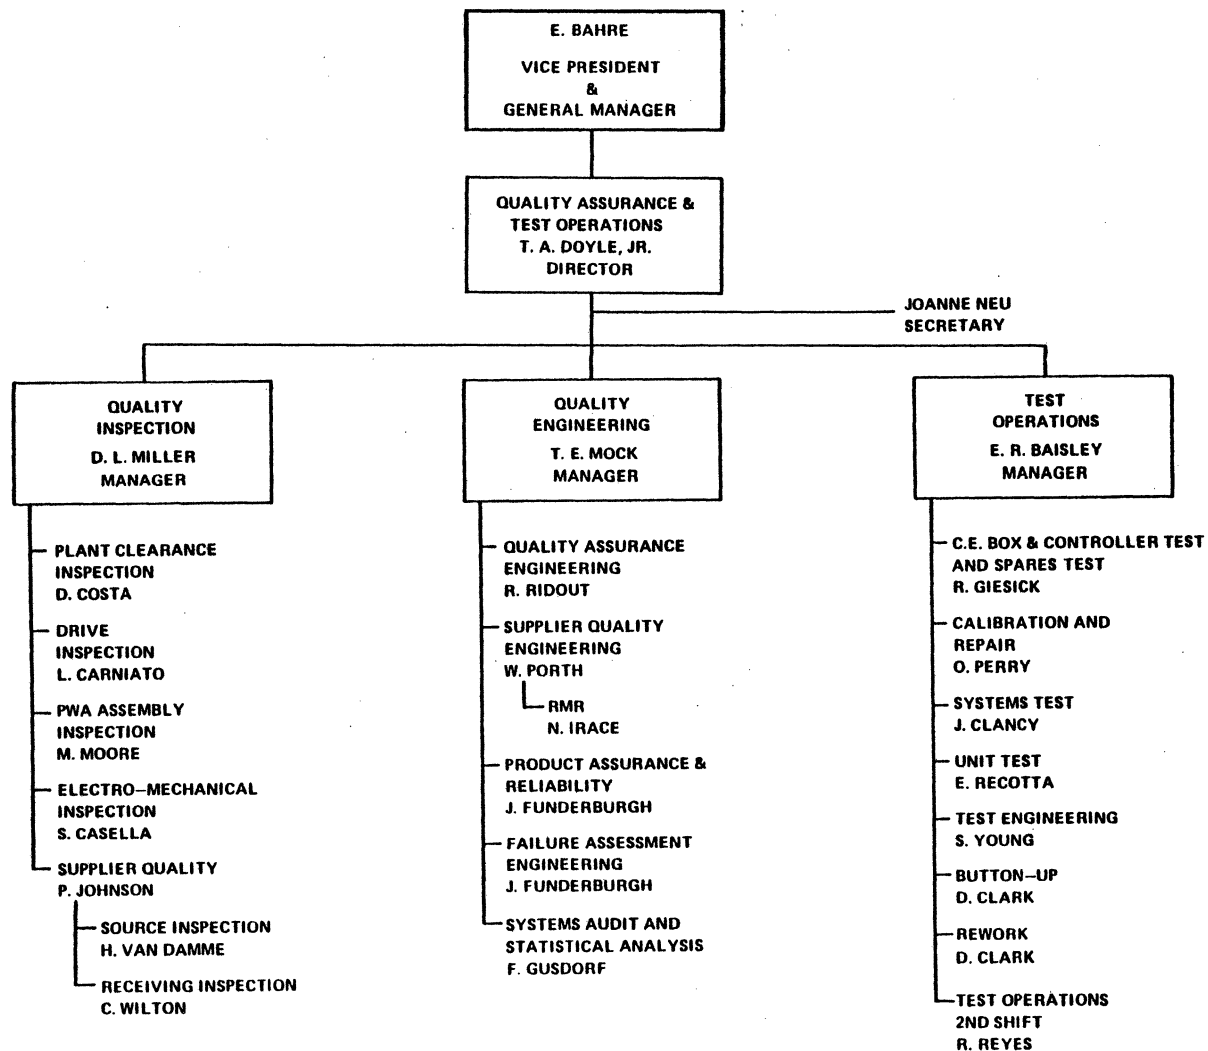 E. BAHRE
VICE PRESIDENT
&
GENERAL MANAGER
QUALITY ASSURANCE &
TEST OPERATIONS
T. A. DOYLE, JR.
DIRECTOR
JOANNE NEU
SECRETARY
QUALITY
INSPECTION
D. L. MILLER
MANAGER
PLANT CLEARANCE
INSPECTION
D. COSTA
DRIVE
INSPECTION
L. CARNIATO
PWA ASSEMBLY
INSPECTION
M. MOORE
ELECTRO–MECHANICAL
INSPECTION
S. CASELLA
SUPPLIER QUALITY
P. JOHNSON
SOURCE INSPECTION
H. VAN DAMME
RECEIVING INSPECTION
C. WILTON
QUALITY
ENGINEERING
T. E. MOCK
MANAGER
QUALITY ASSURANCE
ENGINEERING
R. RIDOUT
SUPPLIER QUALITY
ENGINEERING
W. PORTH
RMR
N. IRACE
PRODUCT ASSURANCE &
RELIABILITY
J. FUNDERBURGH
FAILURE ASSESSMENT
ENGINEERING
J. FUNDERBURGH
SYSTEMS AUDIT AND
STATISTICAL ANALYSIS
F. GUSDORF
TEST
OPERATIONS
E. R. BAISLEY
MANAGER
C.E. BOX & CONTROLLER TEST
AND SPARES TEST
R. GIESICK
CALIBRATION AND
REPAIR
O. PERRY
SYSTEMS TEST
J. CLANCY
UNIT TEST
E. RECOTTA
TEST ENGINEERING
S. YOUNG
BUTTON–UP
D. CLARK
REWORK
D. CLARK
TEST OPERATIONS
2ND SHIFT
R. REYES